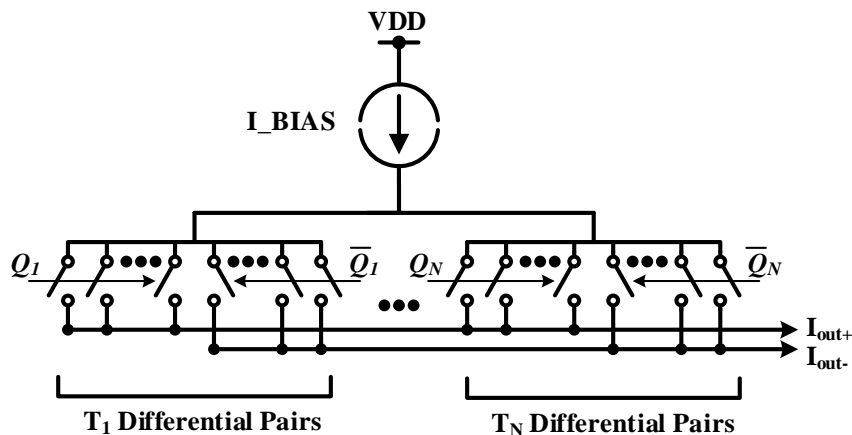 VDD
I_BIAS
Q1 Q̅1 QN Q̅N
Iout+
Iout-
T1 Differential Pairs TN Differential Pairs